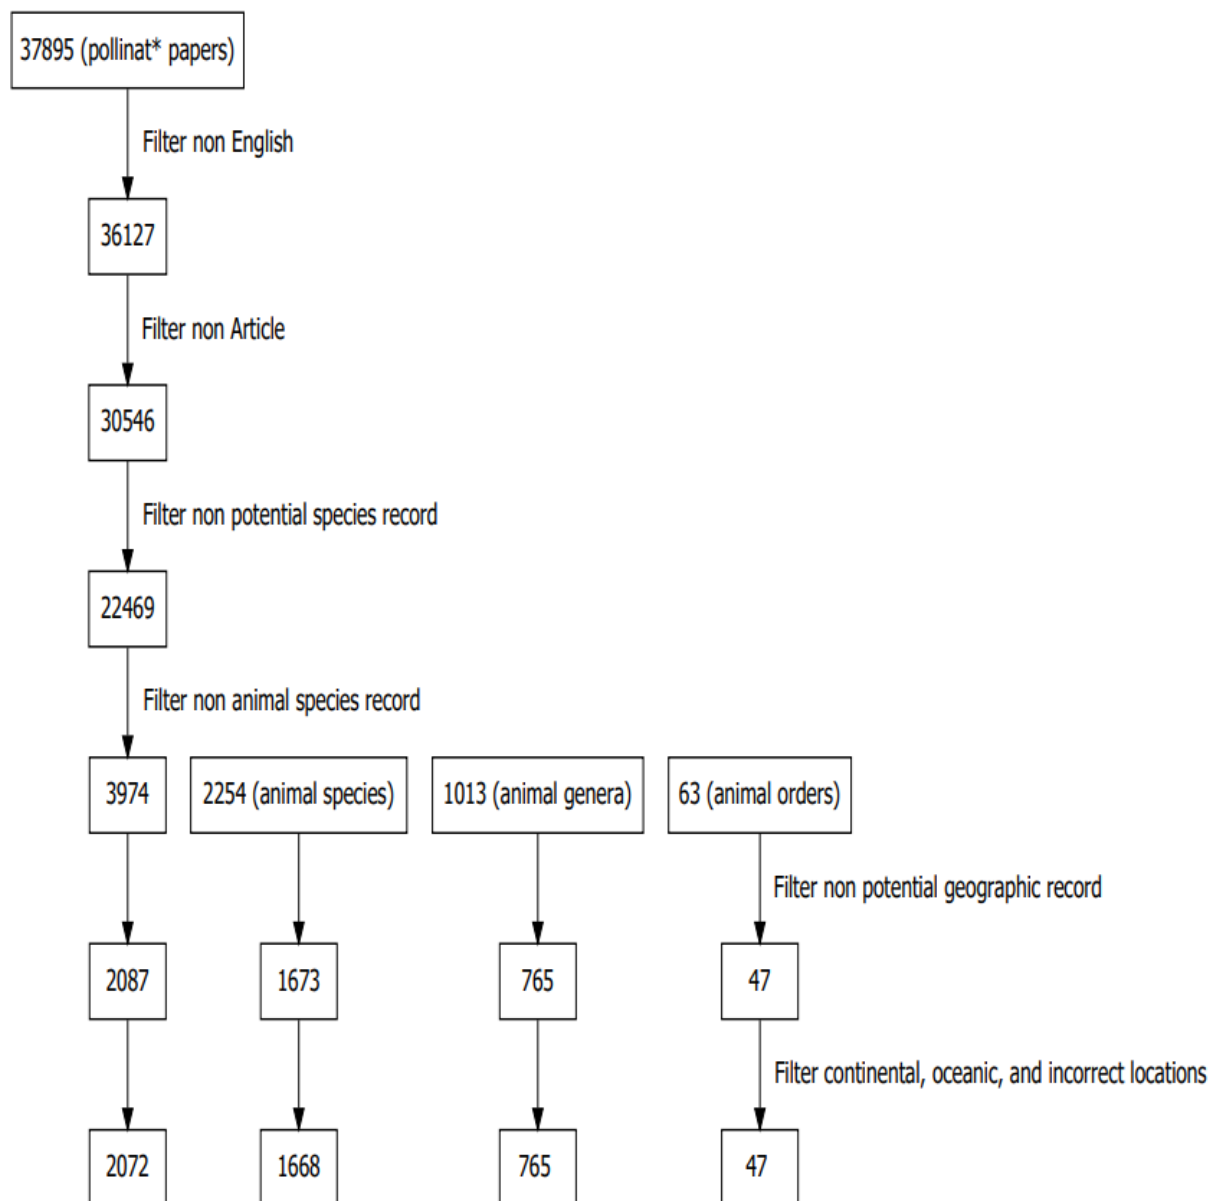 37895 (pollinat* papers)
Filter non English
36127
Filter non Article
30546
Filter non potential species record
22469
Filter non animal species record
3974
2254 (animal species)
1013 (animal genera)
63 (animal orders)
Filter non potential geographic record
2087
1673
765
47
Filter continental, oceanic, and incorrect locations
2072
1668
765
47